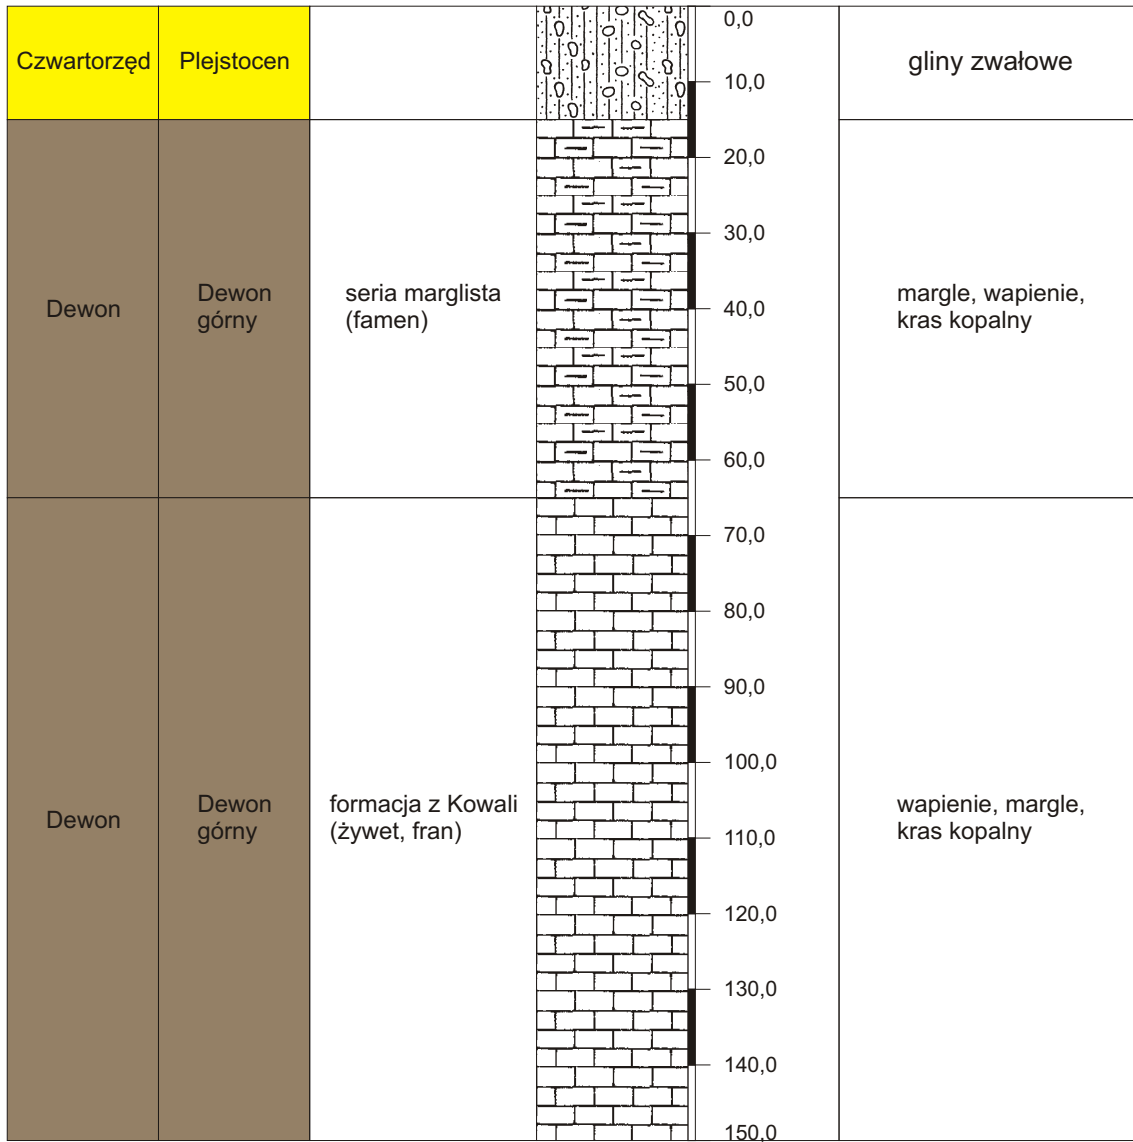 Czwartorzęd
Plejstocen
gliny zwałowe
Dewon
Dewon
górny
seria marglista
(famen)
margle, wapienie,
kras kopalny
Dewon
Dewon
górny
formacja z Kowali
(żywet, fran)
wapienie, margle,
kras kopalny
0,0
10,0
20,0
30,0
40,0
50,0
60,0
70,0
80,0
90,0
100,0
110,0
120,0
130,0
140,0
150,0